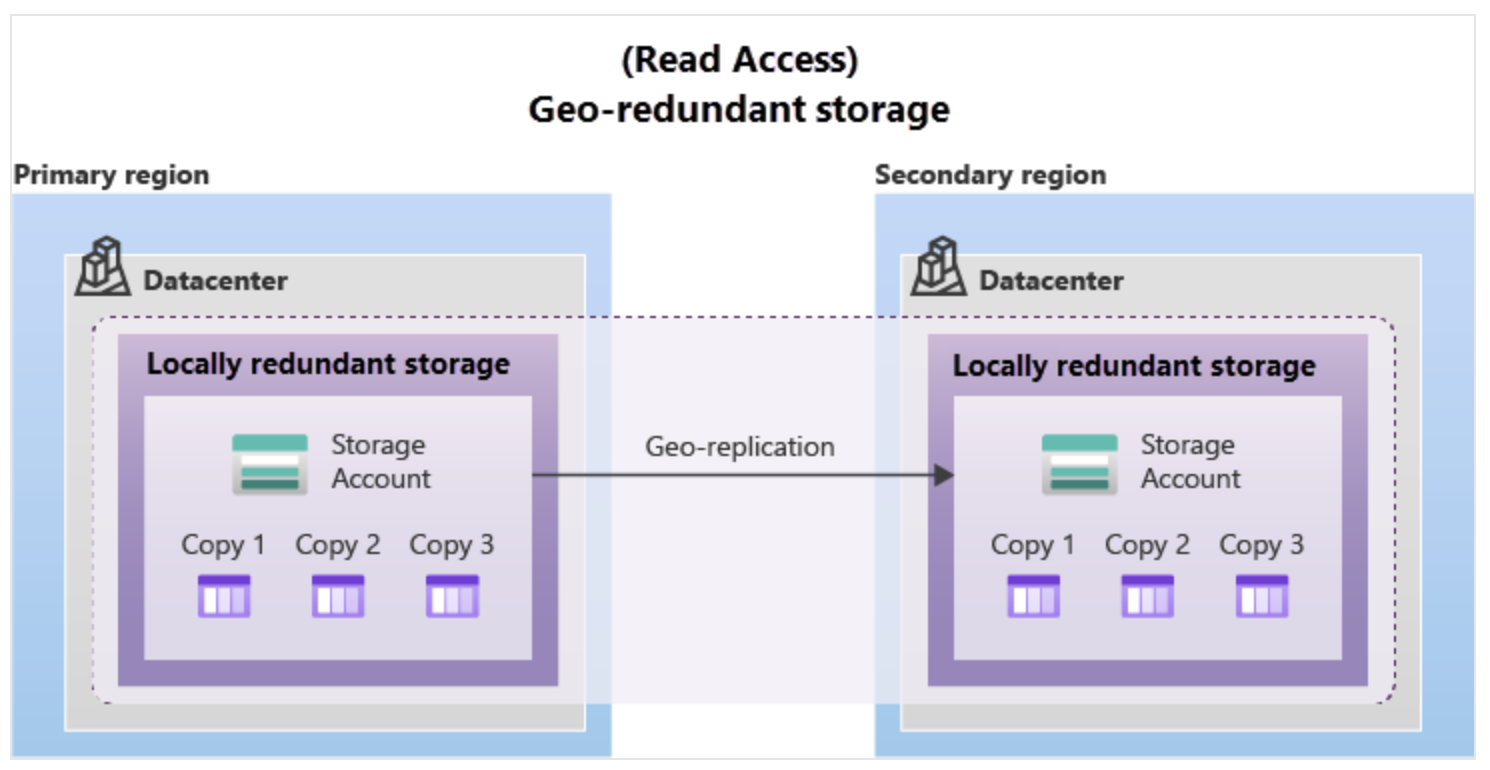 (Read Access)
Geo-redundant storage
Primary region
Secondary region
Datacenter
Datacenter
Locally redundant storage
Locally redundant storage
Storage
Account
Geo-replication
Storage
Account
Copy 1 Copy 2 Copy 3
Copy 1 Copy 2 Copy 3